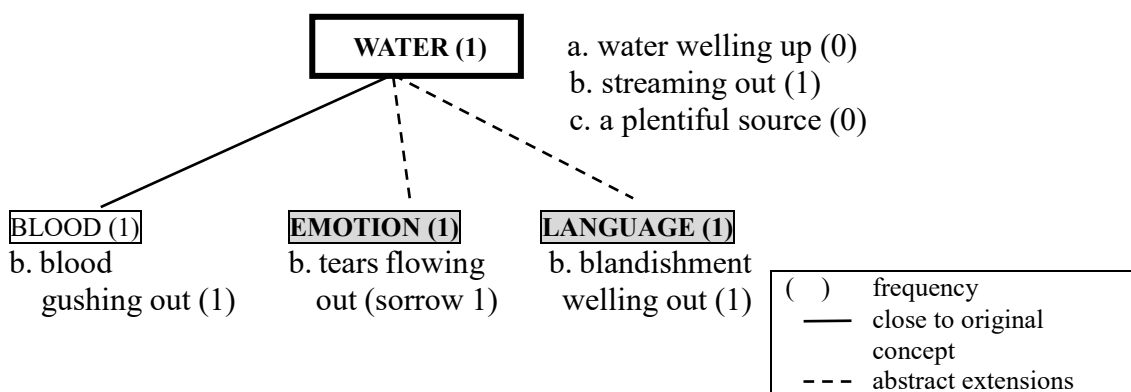 WATER (1)
a. water welling up (0)
b. streaming out (1)
c. a plentiful source (0)
BLOOD (1)
b. blood
gushing out (1)
EMOTION (1)
b. tears flowing
out (sorrow 1)
LANGUAGE (1)
b. blandishment
welling out (1)
( ) frequency
close to original
concept
abstract extensions